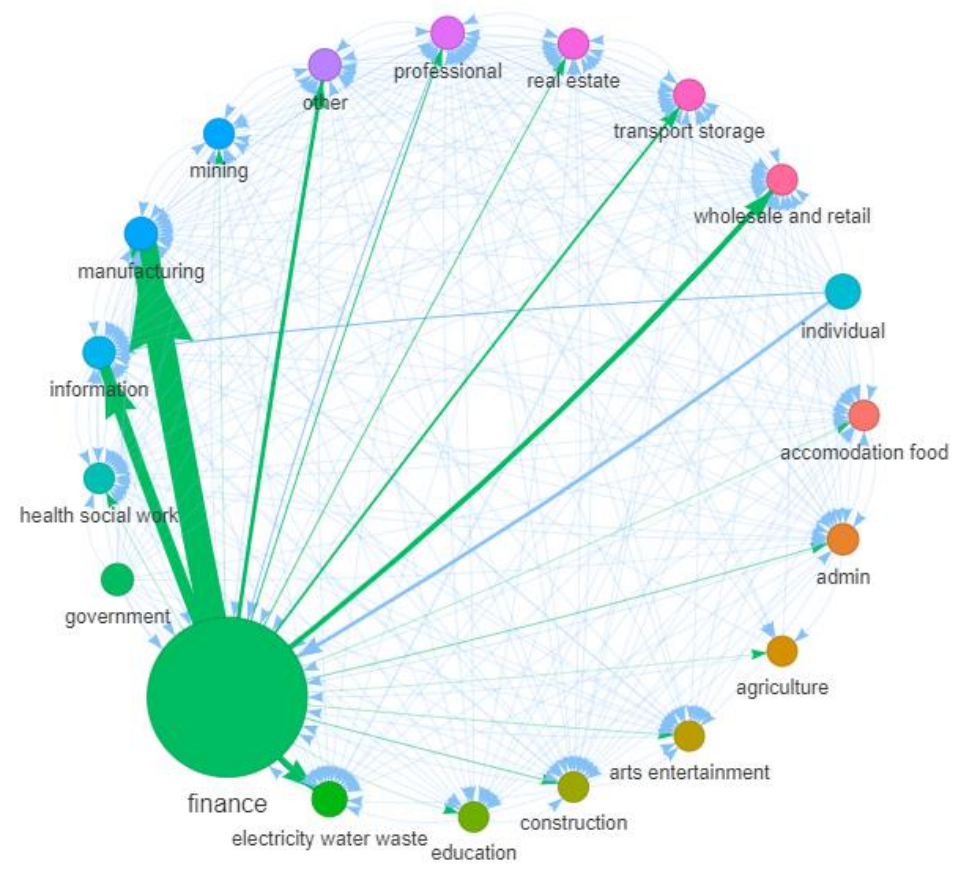 professional
real estate
other
transport storage
mining
wholesale and retail
manufacturing
individual
information
accomodation food
health social work
admin
government
agriculture
arts entertainment
finance
construction
electricity water waste
education